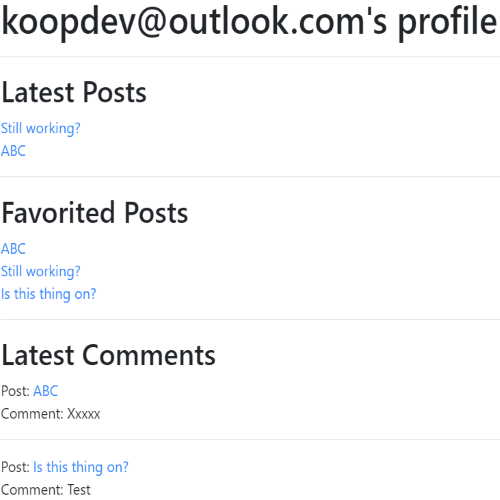 koopdev@outlook.com's profile
Latest Posts
Still working?
ABC
Favorited Posts
ABC
Still working?
Is this thing on?
Latest Comments
Post: ABC
Comment: Xxxxx
Post: Is this thing on?
Comment: Test